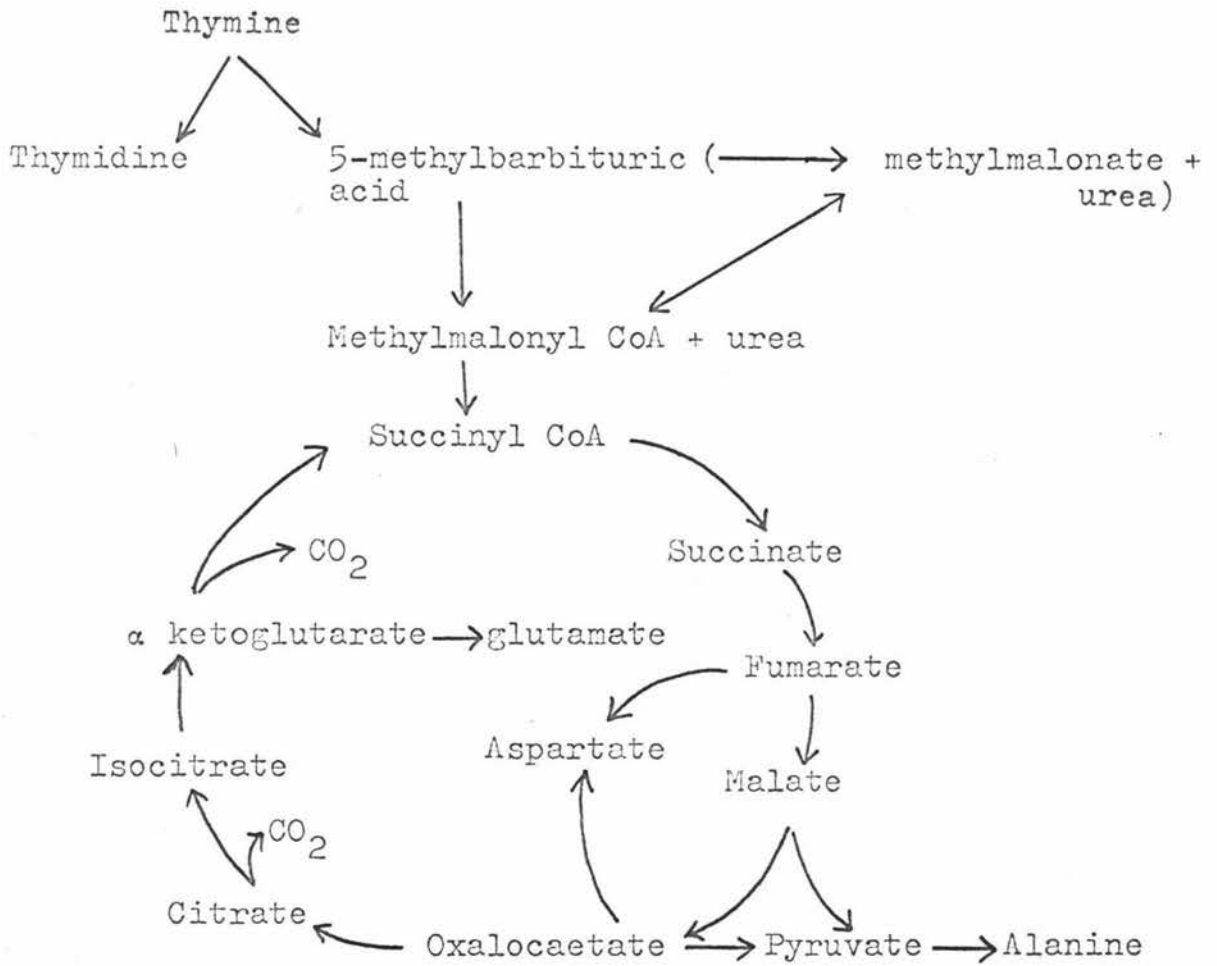 Thymine
Thymidine 5-methylbarbituric ( methylmalonate +
acid urea)
Methylmalonyl CoA + urea
Succinyl CoA
CO2 Succinate
α ketoglutarate glutamate
Fumarate
Aspartate
Isocitrate Malate
CO2
Citrate
Oxalocaetate Pyruvate Alanine